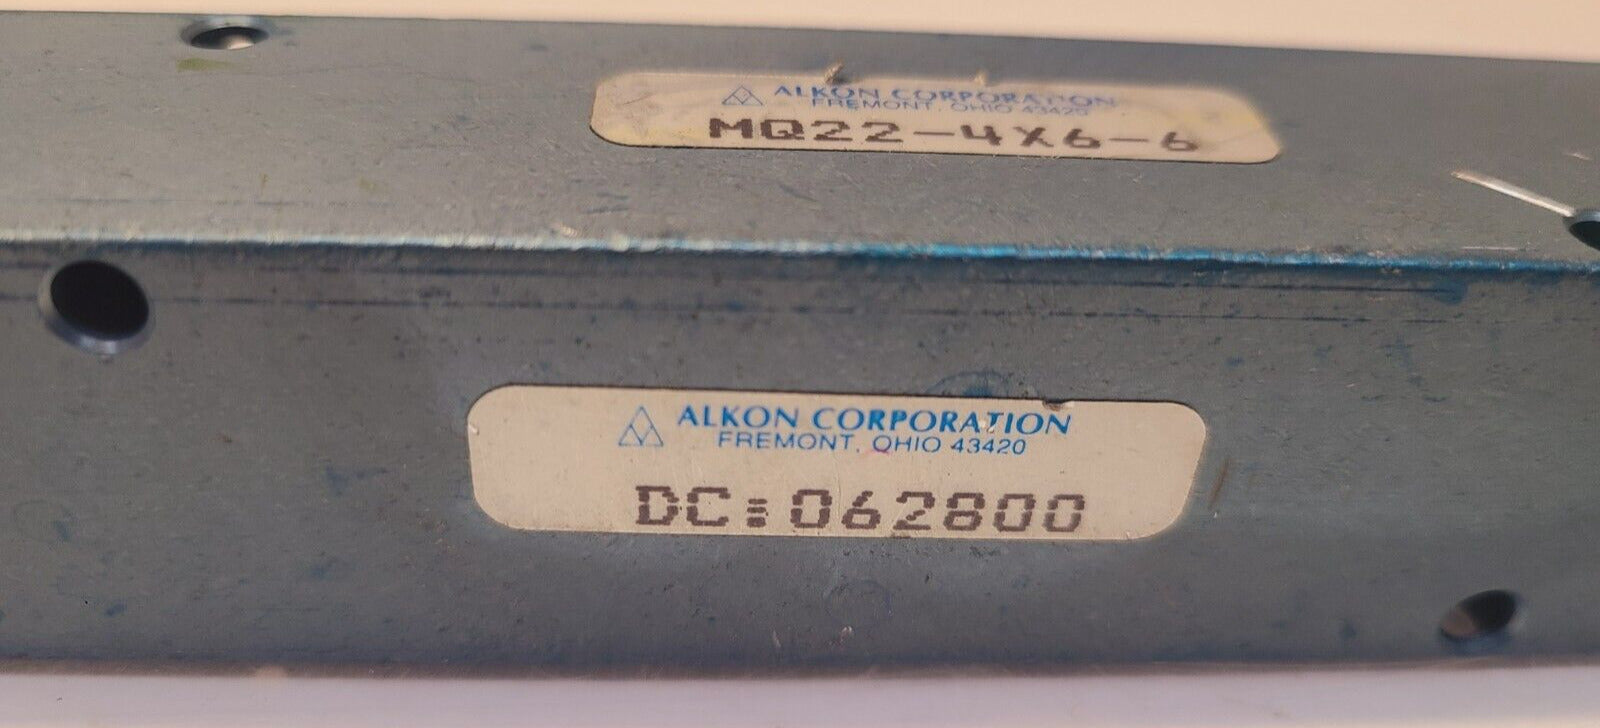 ALKON CORPORATION
FREMONT, OHIO 43420
MQ22-4X6-6
ALKON CORPORATION
FREMONT, OHIO 43420
DC:062800